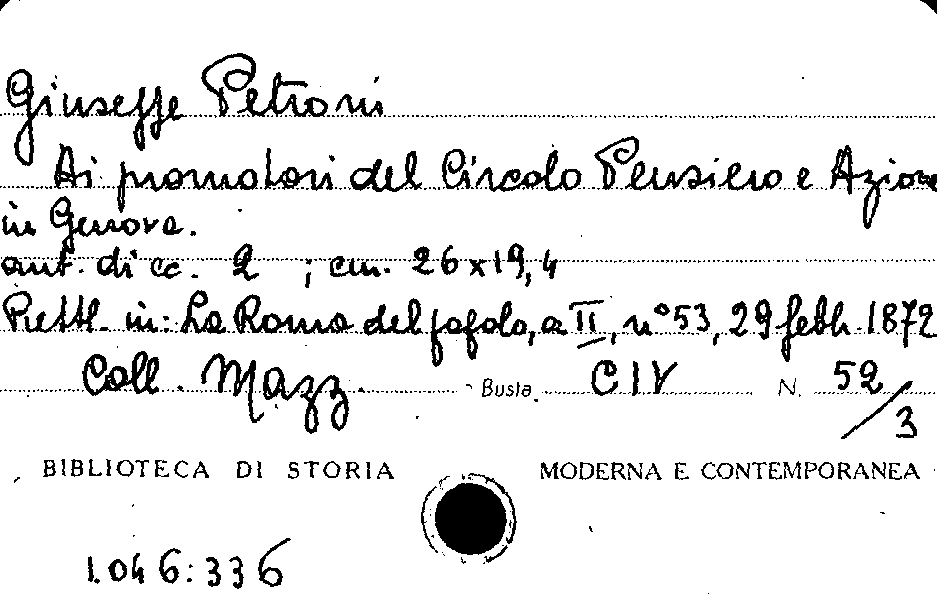 Giuseppe Petroni
Ai promotori del Circolo Pensiero e Azione
in Genova.
aut. di cc. 2 ; cm. 26x19,4
Pubbl. in: La Roma del popolo, a II, n° 53, 29 febb. 1872
Coll. Mazz. Busta CIV N. 52/3
BIBLIOTECA DI STORIA MODERNA E CONTEMPORANEA
1.046:336